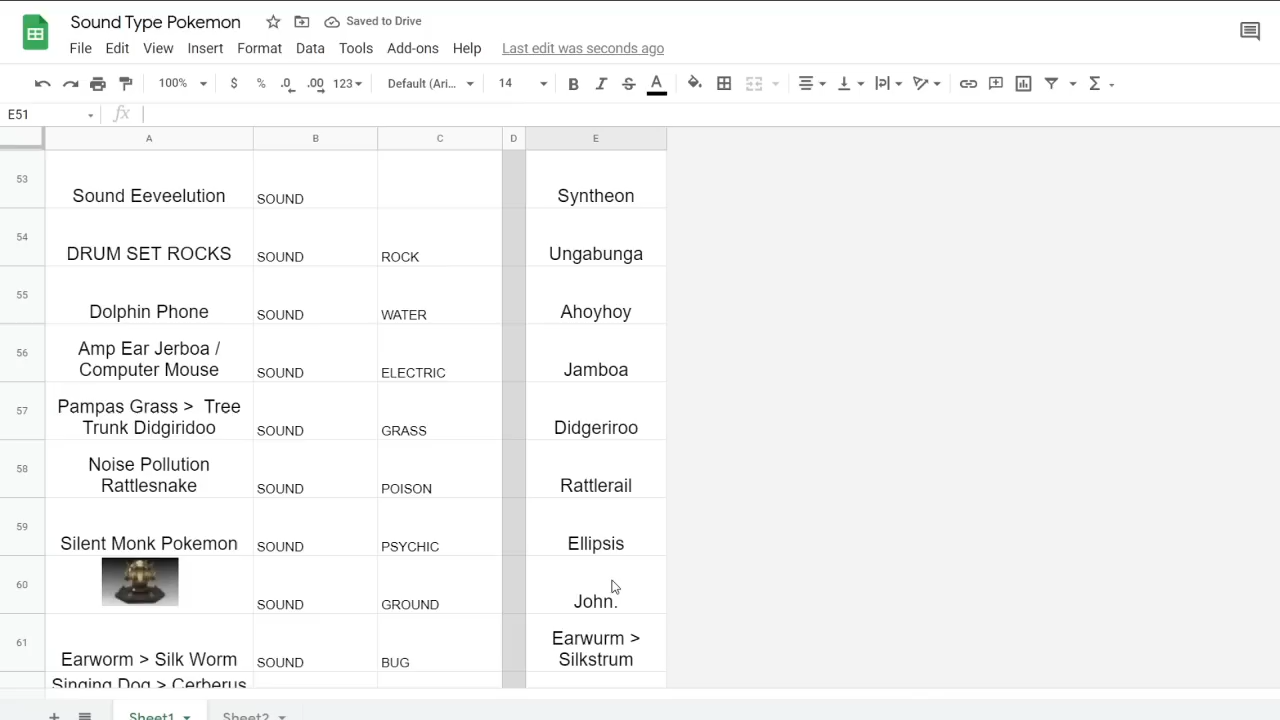 Sound Type Pokemon
Saved to Drive
File Edit View Insert Format Data Tools Add-ons Help Last edit was seconds ago
100% $ % .0 .00 123 Default (Ari... 14 B I S A Σ
E51 fx
A B C D E
53 Sound Eeveelution SOUND Syntheon
54 DRUM SET ROCKS SOUND ROCK Ungabunga
55 Dolphin Phone SOUND WATER Ahoyhoy
56 Amp Ear Jerboa /
Computer Mouse SOUND ELECTRIC Jamboa
57 Pampas Grass > Tree
Trunk Didgiridoo SOUND GRASS Didgeriroo
58 Noise Pollution
Rattlesnake SOUND POISON Rattlerail
59 Silent Monk Pokemon SOUND PSYCHIC Ellipsis
60 SOUND GROUND John.
61 Earworm > Silk Worm SOUND BUG Earwurm >
Silkstrum
Singing Dog > Cerberus
+ Sheet1 Sheet2